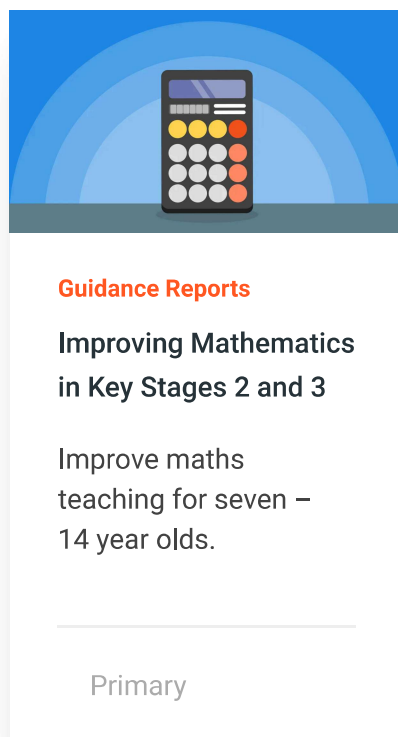 Guidance Reports
Improving Mathematics
in Key Stages 2 and 3
Improve maths
teaching for seven –
14 year olds.
Primary